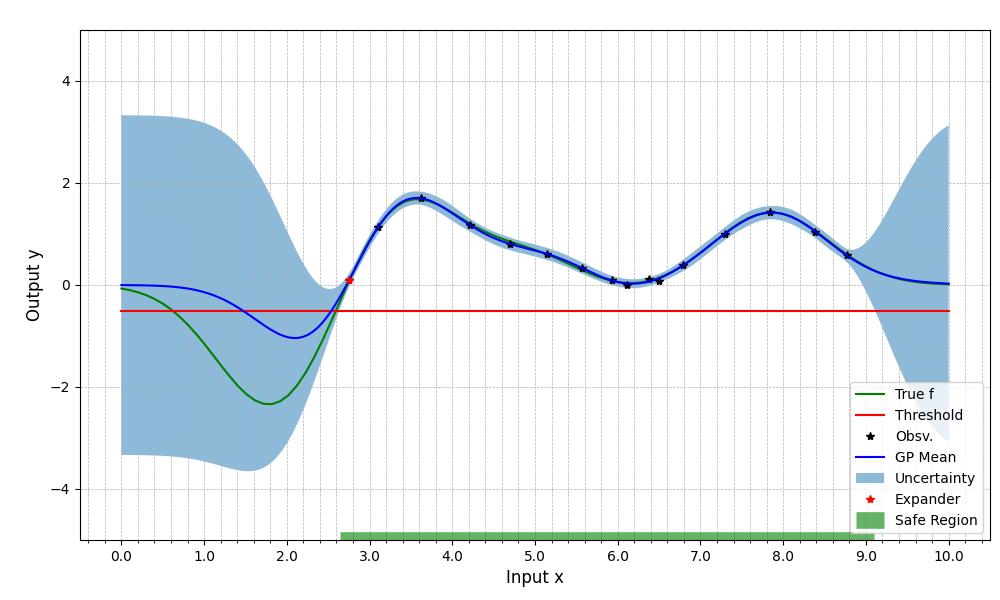 4
2
0
−2
−4
Output y
0.0 1.0 2.0 3.0 4.0 5.0 6.0 7.0 8.0 9.0 10.0
Input x
True f
Threshold
Obsv.
GP Mean
Uncertainty
Expander
Safe Region